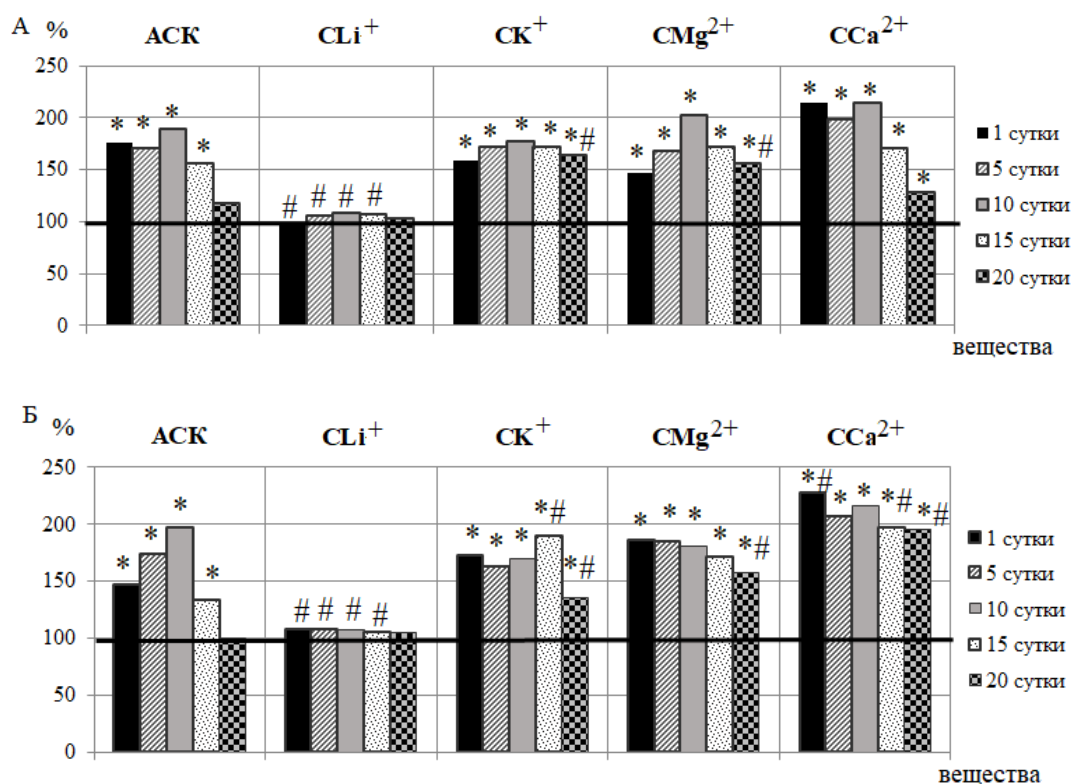 А
%
АСК CLi+ CK+ CMg2+ CCa2+
250
* * * * * * * * *# * * * * *# * * * * *
200
150
# # # #
100
50
0
1 сутки
5 сутки
10 сутки
15 сутки
20 сутки
вещества
Б
%
АСК CLi+ CK+ CMg2+ CCa2+
250
* * * * * * * *# *# * * * * *# *# * * *# *#
200
150
# # # #
100
50
0
1 сутки
5 сутки
10 сутки
15 сутки
20 сутки
вещества